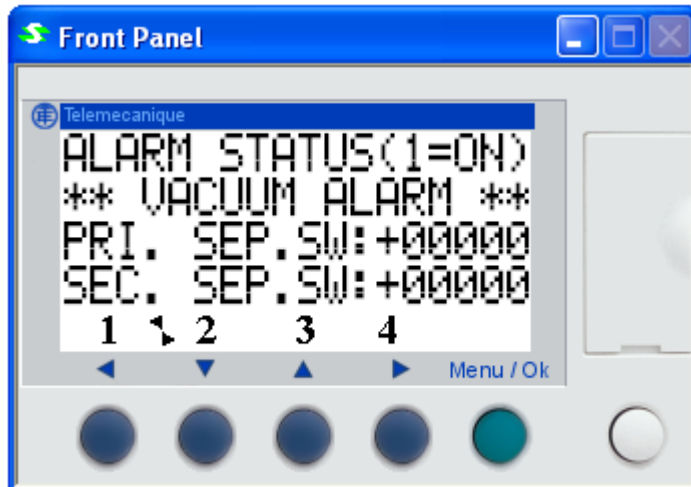 Front Panel
Telemecanique
ALARM STATUS(1=ON)
** VACUUM ALARM **
PRI. SEP.SW:+00000
SEC. SEP.SW:+00000
1 2 3 4
Menu / Ok